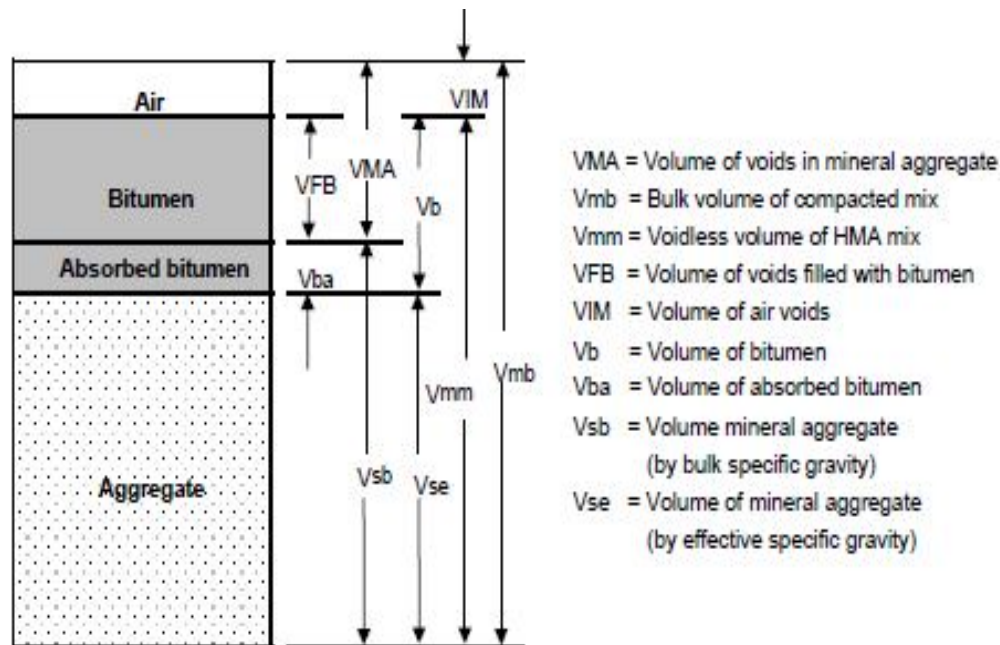 Air
VIM
VMA
VFB
Bitumen
Vb
Absorbed bitumen
Vba
Vmb
Vmm
Vsb
Vse
Aggregate
VMA = Volume of voids in mineral aggregate
Vmb = Bulk volume of compacted mix
Vmm = Voidless volume of HMA mix
VFB = Volume of voids filled with bitumen
VIM = Volume of air voids
Vb = Volume of bitumen
Vba = Volume of absorbed bitumen
Vsb = Volume mineral aggregate
(by bulk specific gravity)
Vse = Volume of mineral aggregate
(by effective specific gravity)